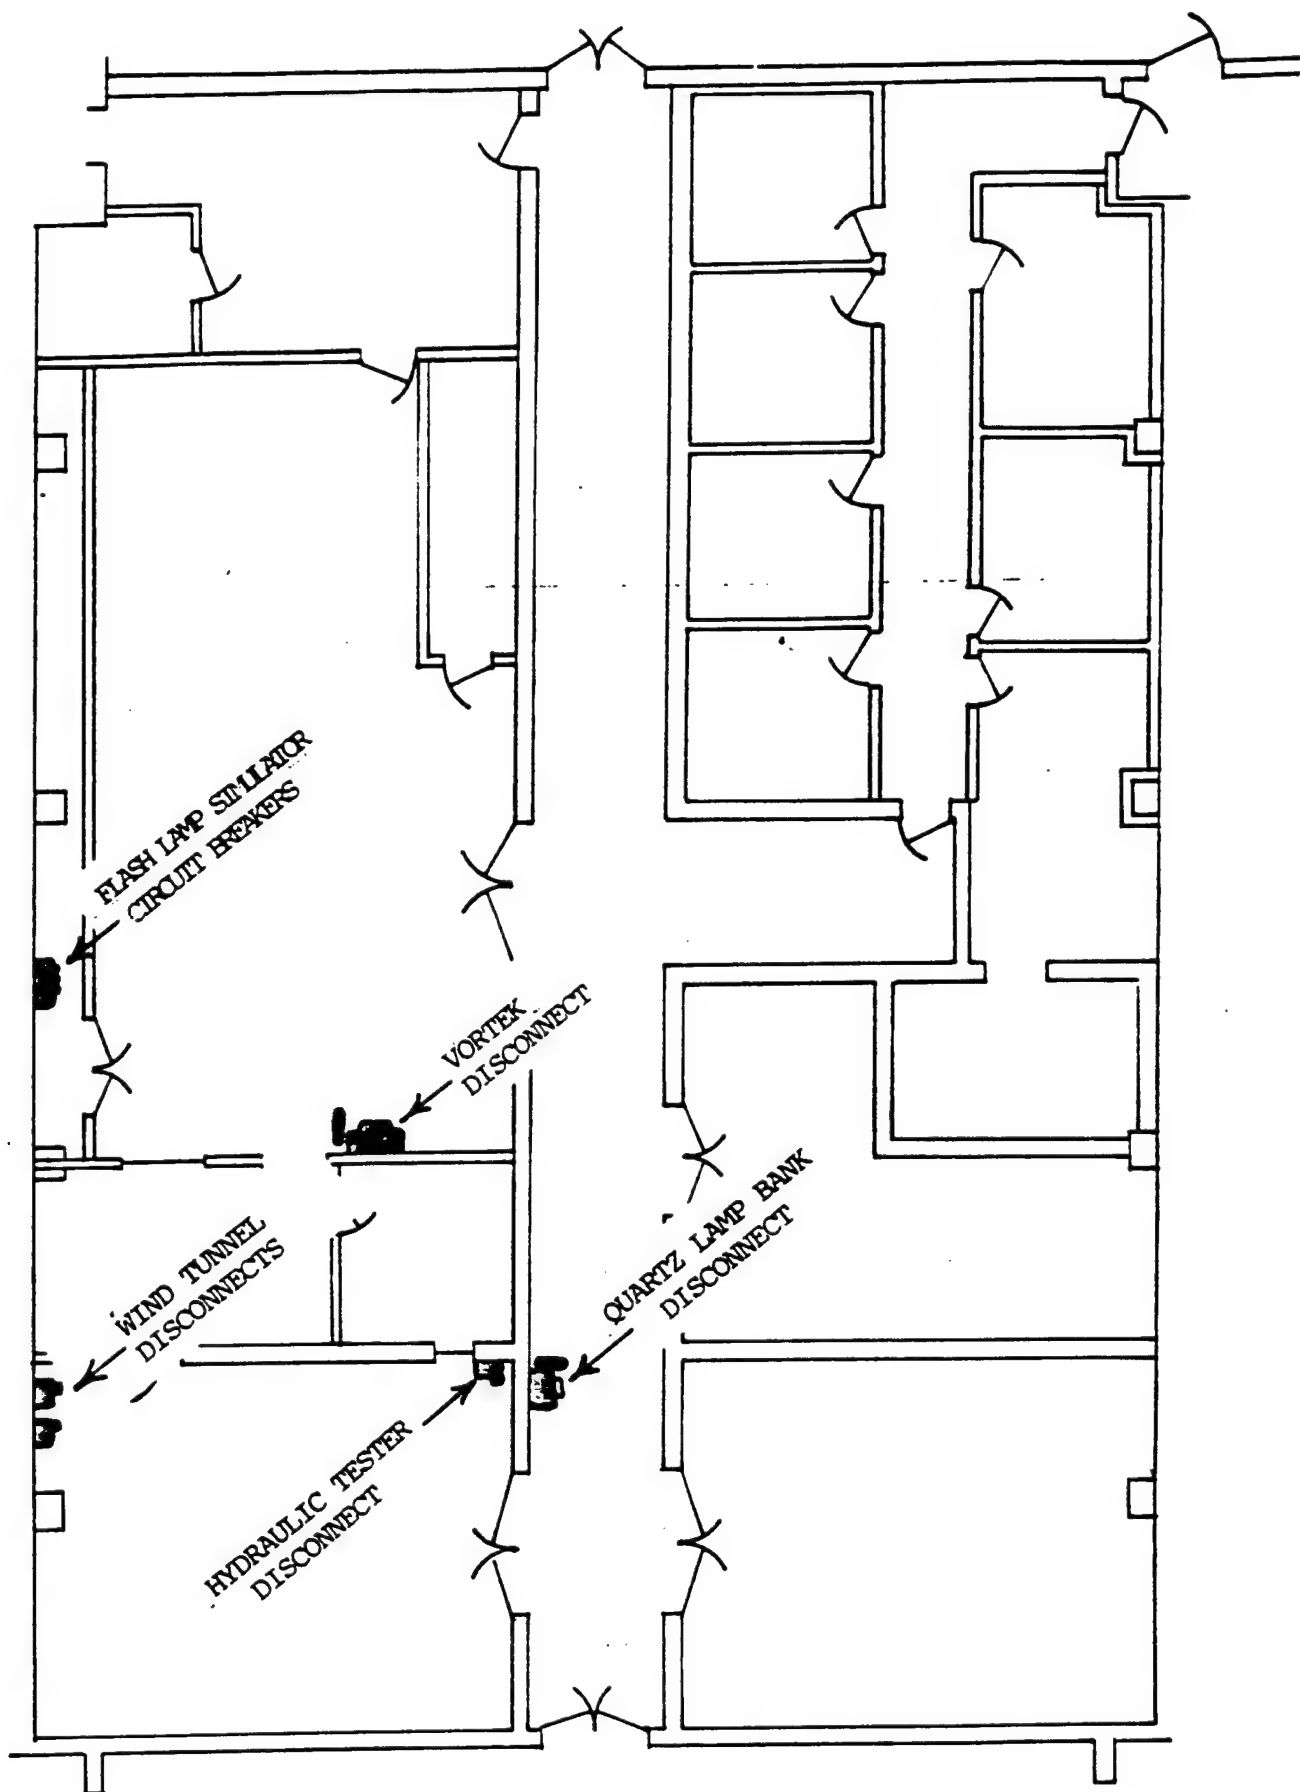 FLASH LAMP SIMULATOR
CIRCUIT BREAKERS
VORTEK
DISCONNECT
WIND TUNNEL
DISCONNECTS
QUARTZ LAMP BANK
DISCONNECT
HYDRAULIC TESTER
DISCONNECT